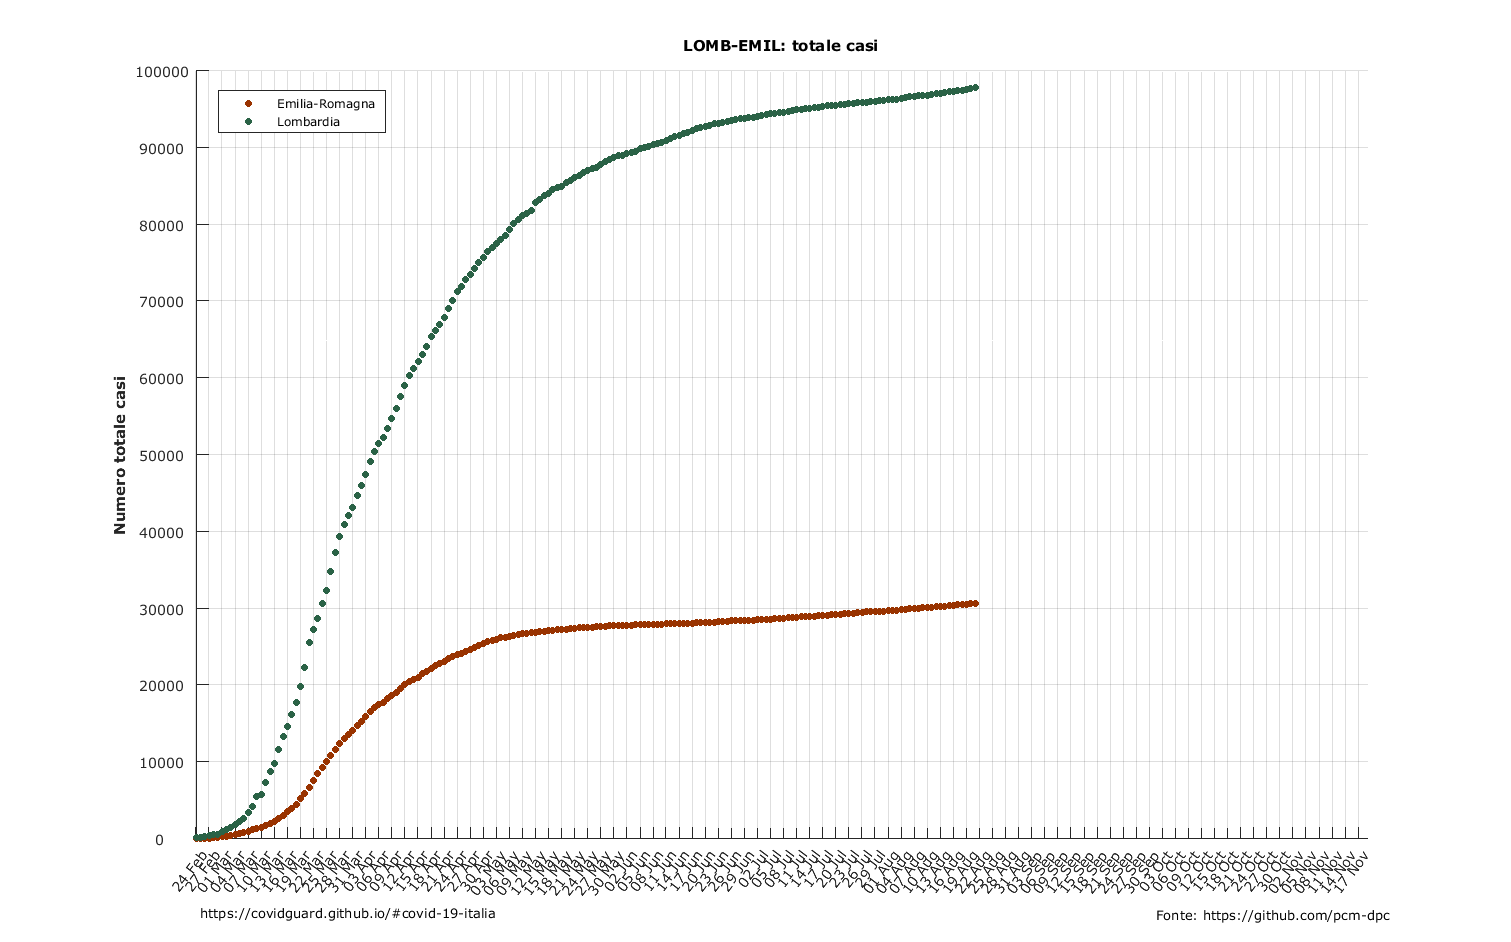 LOMB-EMIL: totale casi
Emilia-Romagna
Lombardia
Numero totale casi
100000
90000
80000
70000
60000
50000
40000
30000
20000
10000
0
24 Feb
27 Feb
01 Mar
04 Mar
07 Mar
10 Mar
13 Mar
16 Mar
19 Mar
22 Mar
25 Mar
28 Mar
31 Mar
03 Apr
06 Apr
09 Apr
12 Apr
15 Apr
18 Apr
21 Apr
24 Apr
27 Apr
30 Apr
03 May
06 May
09 May
12 May
15 May
18 May
21 May
24 May
27 May
30 May
02 Jun
05 Jun
08 Jun
11 Jun
14 Jun
17 Jun
20 Jun
23 Jun
26 Jun
29 Jun
02 Jul
05 Jul
08 Jul
11 Jul
14 Jul
17 Jul
20 Jul
23 Jul
26 Jul
29 Jul
01 Aug
04 Aug
07 Aug
10 Aug
13 Aug
16 Aug
19 Aug
22 Aug
25 Aug
28 Aug
31 Aug
03 Sep
06 Sep
09 Sep
12 Sep
15 Sep
18 Sep
21 Sep
24 Sep
27 Sep
30 Sep
03 Oct
06 Oct
09 Oct
12 Oct
15 Oct
18 Oct
21 Oct
24 Oct
27 Oct
30 Oct
02 Nov
05 Nov
08 Nov
11 Nov
14 Nov
17 Nov
https://covidguard.github.io/#covid-19-italia
Fonte: https://github.com/pcm-dpc